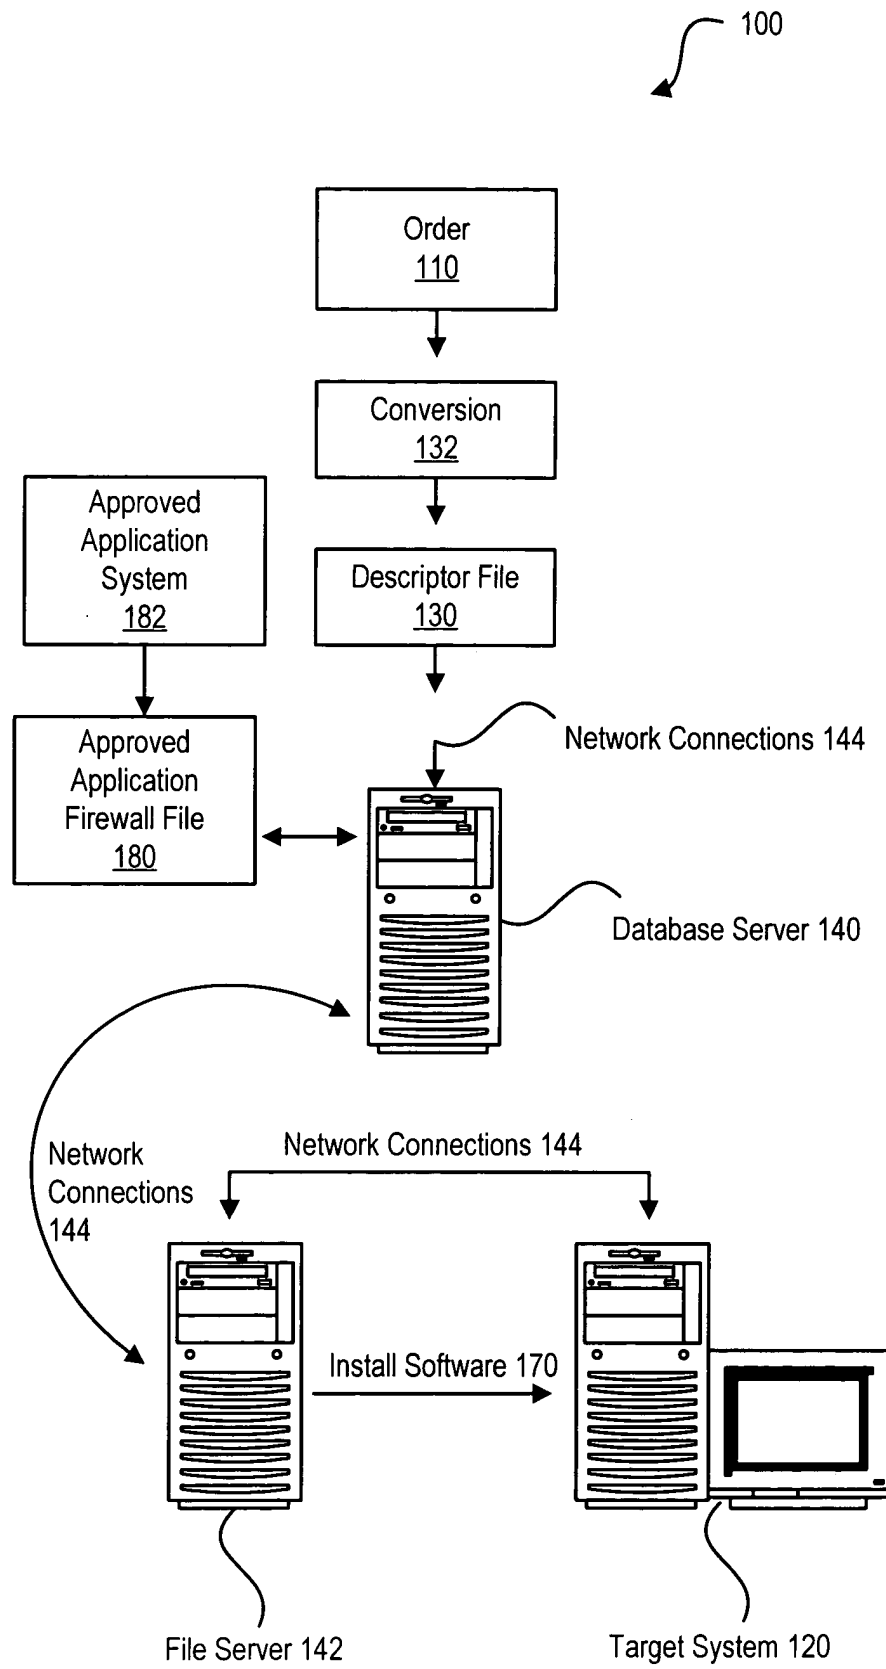 100
Order
110
Conversion
132
Approved
Application
System
182
Descriptor File
130
Approved
Application
Firewall File
180
Network Connections 144
Database Server 140
Network Connections 144
Network
Connections
144
Install Software 170
File Server 142
Target System 120